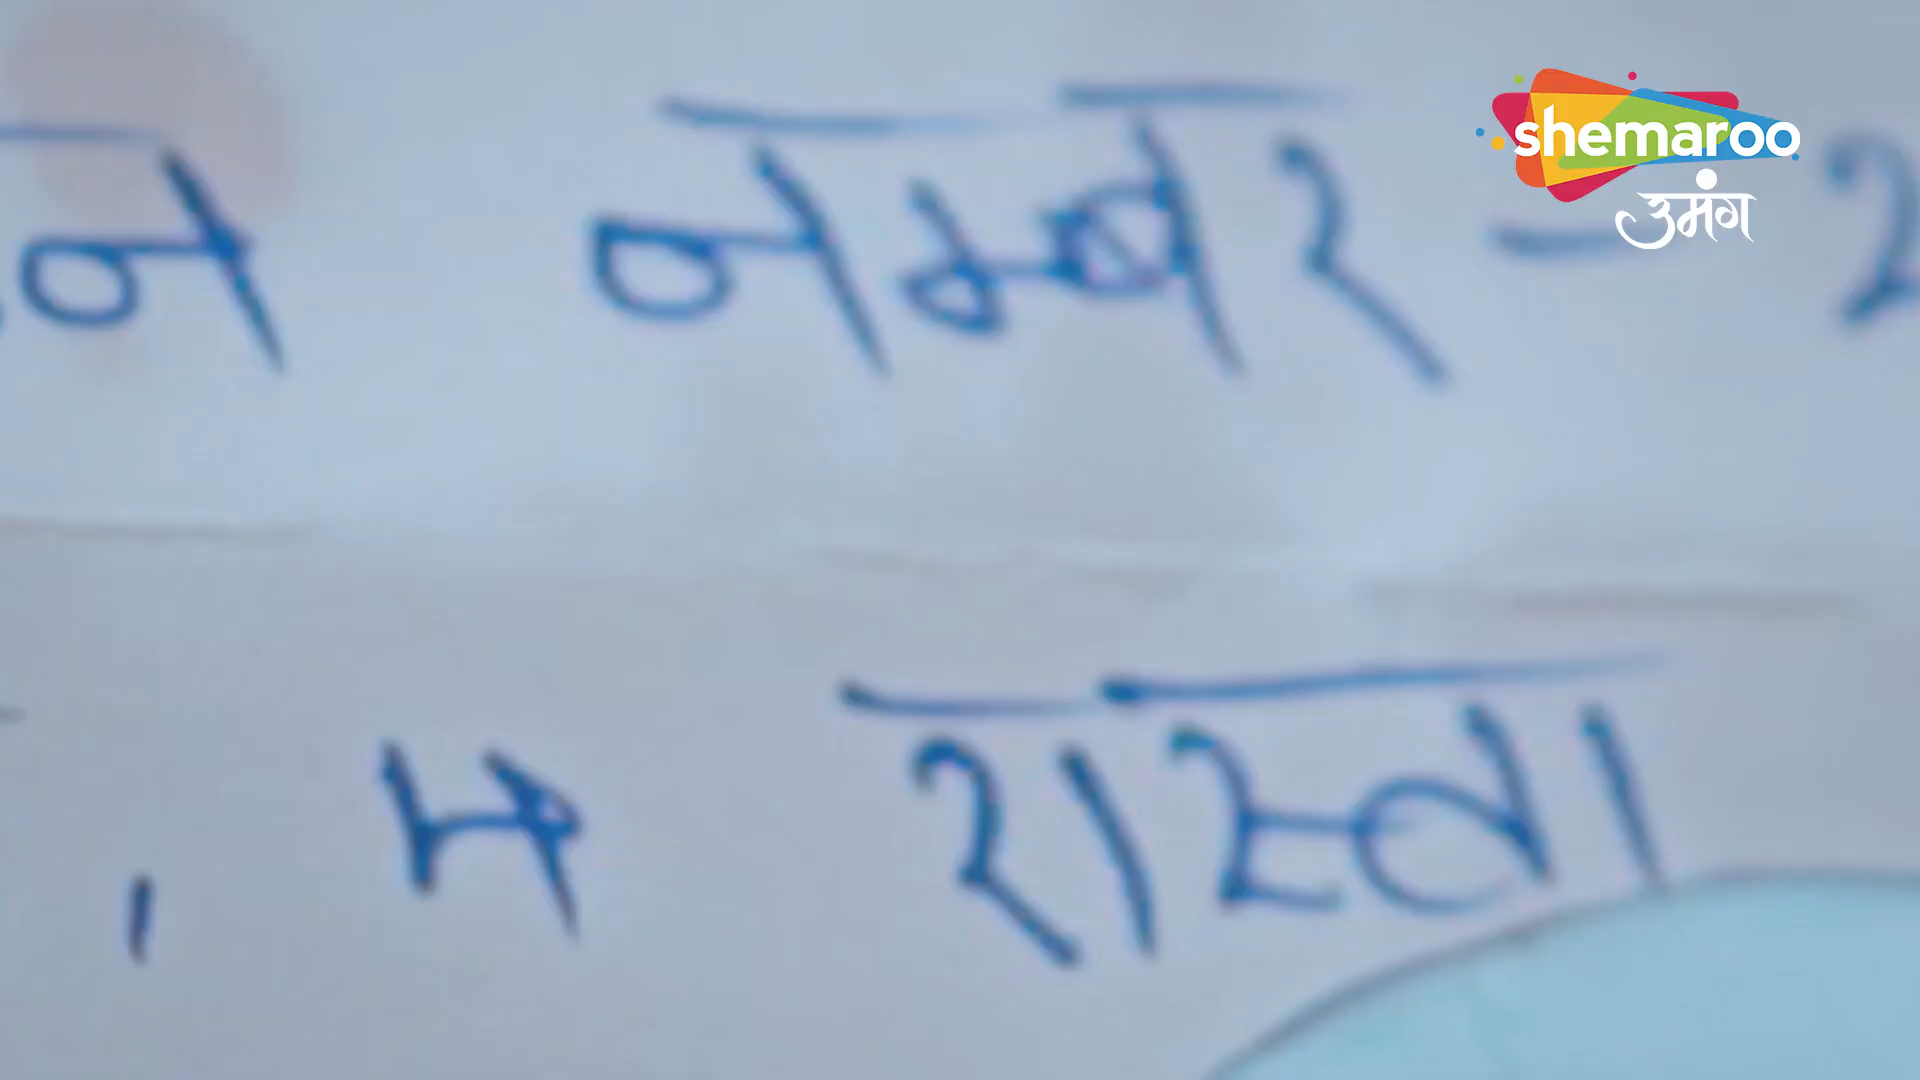 shemaroo
उमंग
न नम्बर -
म रास्ता